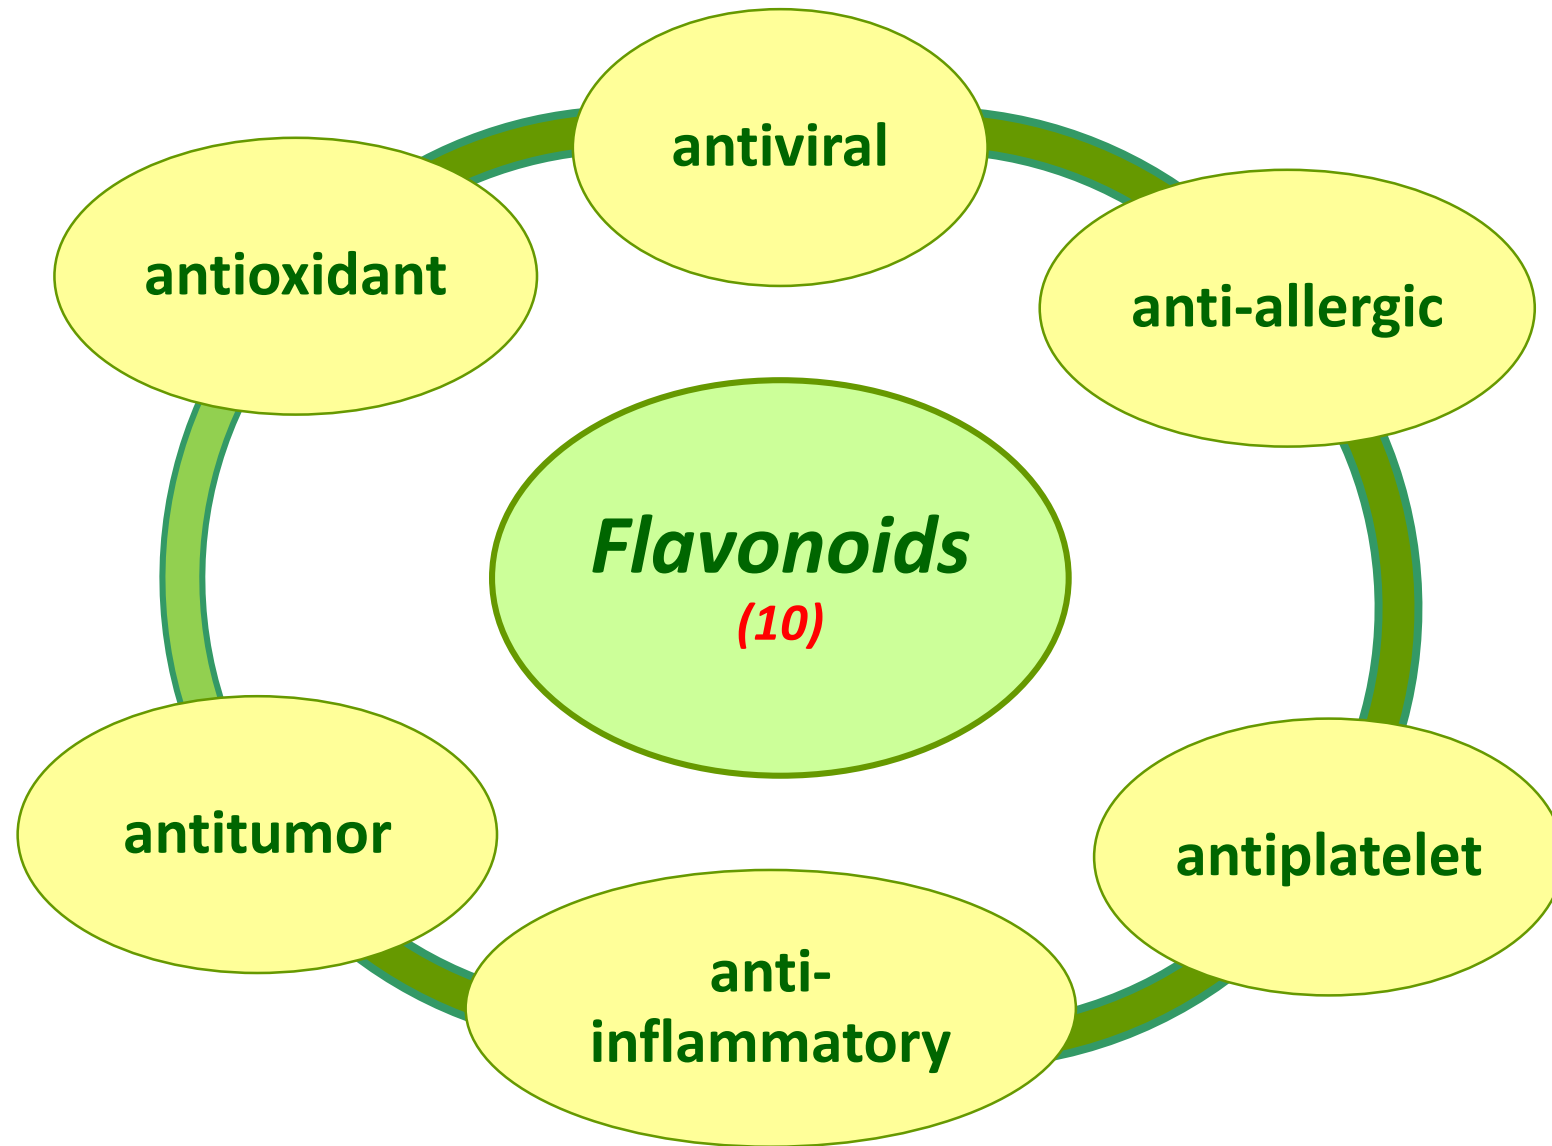 antiviral
antioxidant
anti-allergic
Flavonoids
(10)
antitumor
antiplatelet
anti-
inflammatory